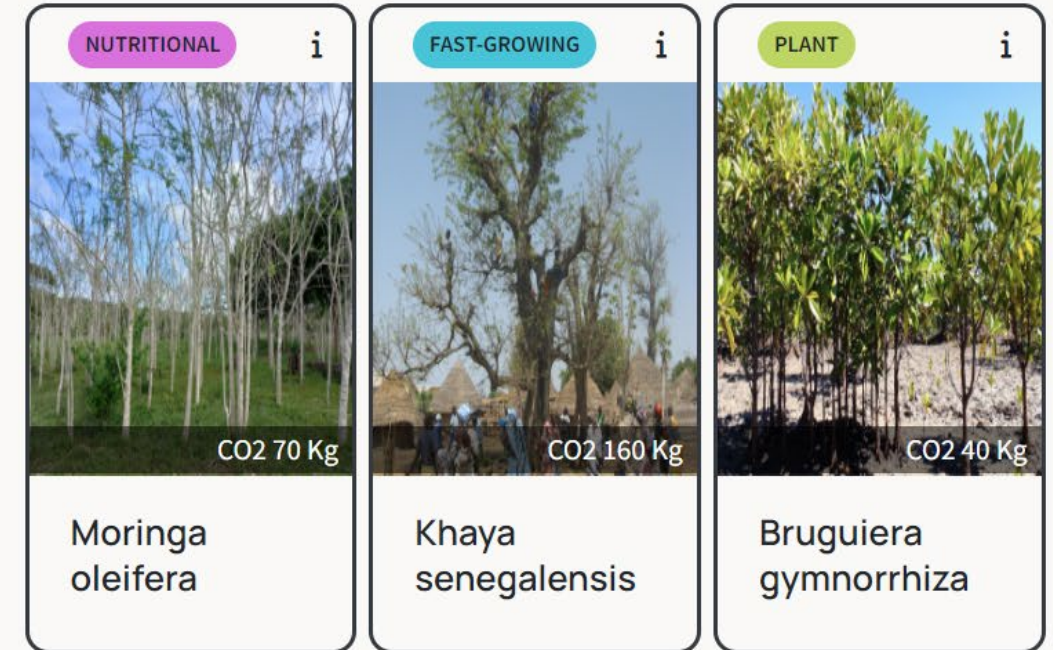 NUTRITIONAL
i
CO2 70 Kg
Moringa
oleifera
FAST-GROWING
i
CO2 160 Kg
Khaya
senegalensis
PLANT
i
CO2 40 Kg
Bruguiera
gymnorrhiza